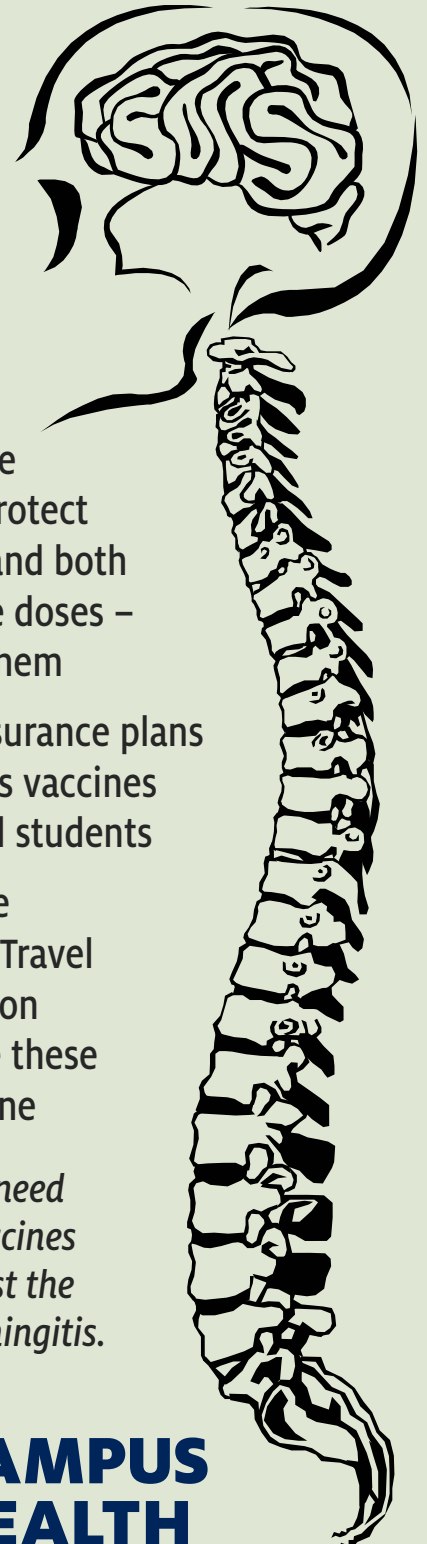 e
rotect
and both
e doses –
hem
surance plans
s vaccines
d students
e
Travel
on
e these
ne
need
ccines
st the
ningitis.
AMPUS
EALTH